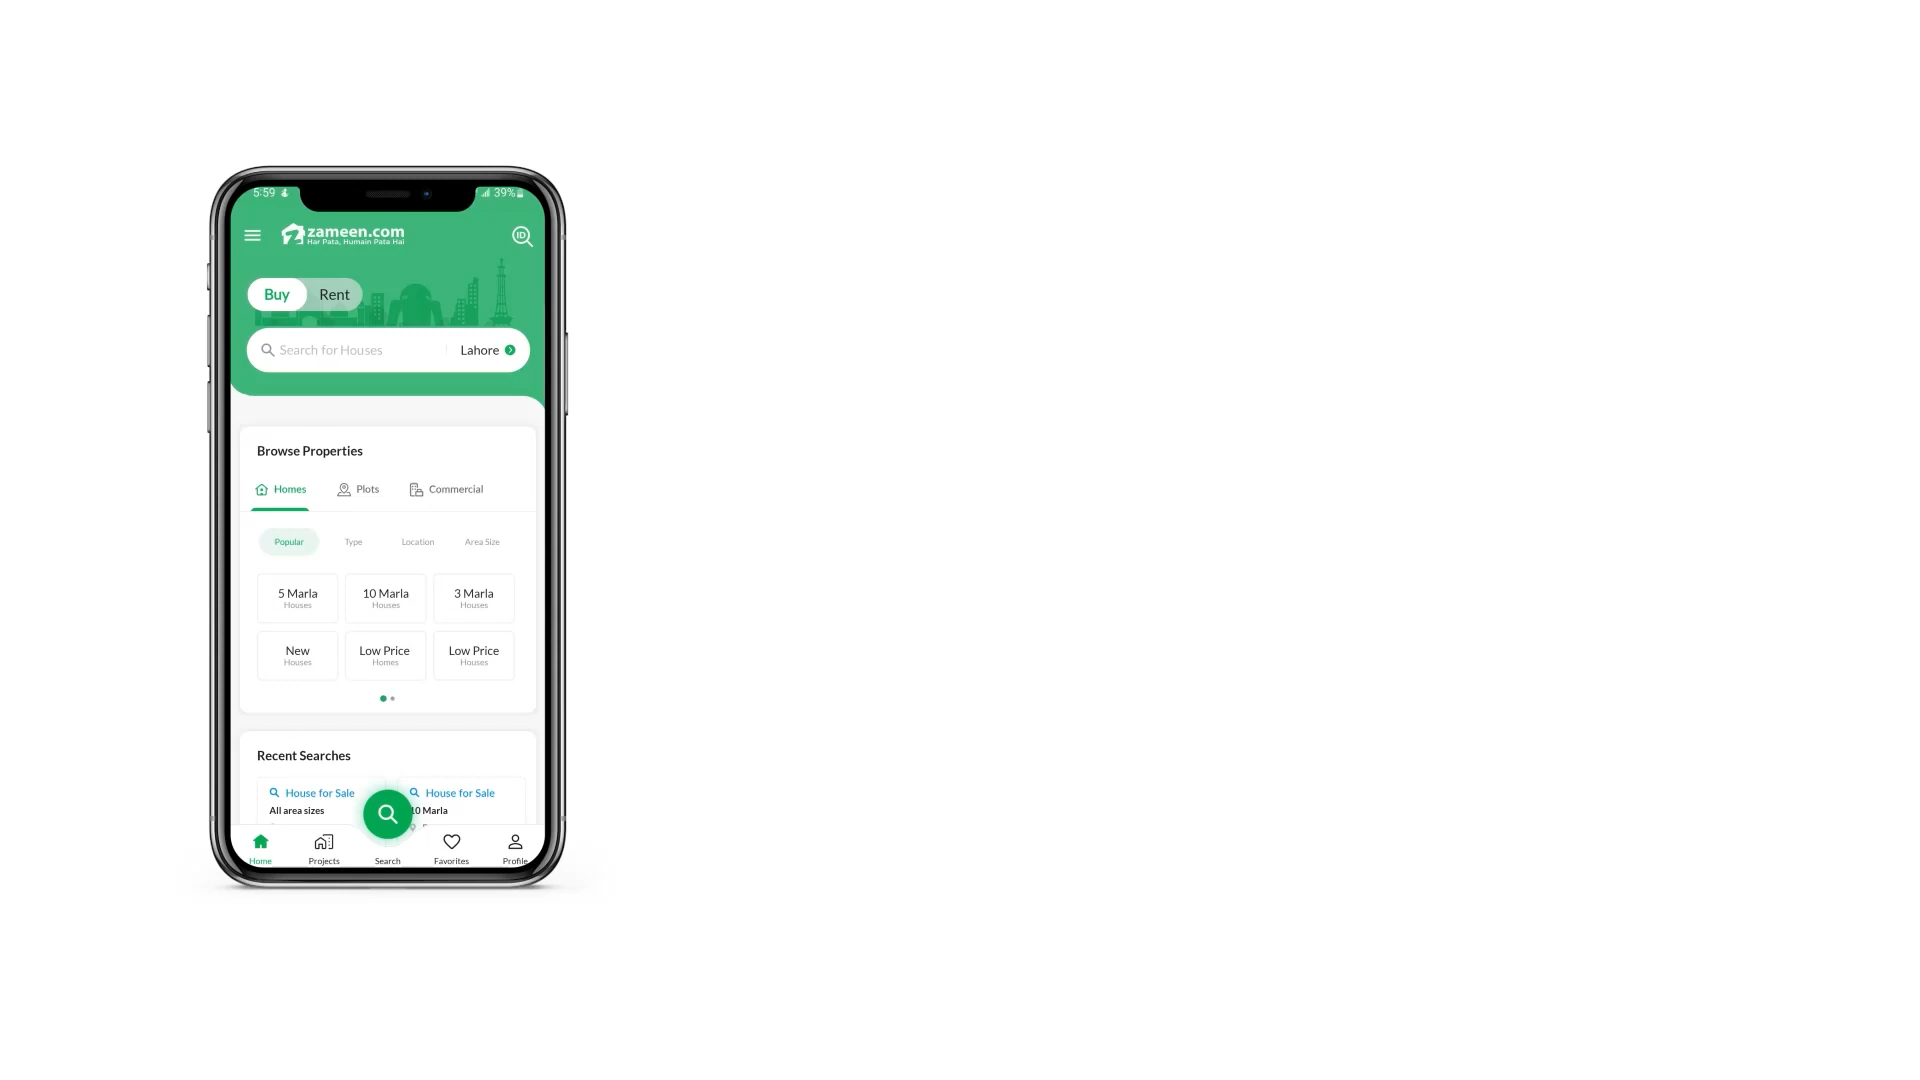 5:59
39%
zameen.com
Har Pata, Humain Pata Hai
ID
Buy Rent
Search for Houses Lahore
Browse Properties
Homes Plots Commercial
Popular Type Location Area Size
5 Marla 10 Marla 3 Marla
Houses Houses Houses
New Low Price Low Price
Houses Homes Houses
Recent Searches
House for Sale House for Sale
All area sizes 10 Marla
Home Projects Search Favorites Profile